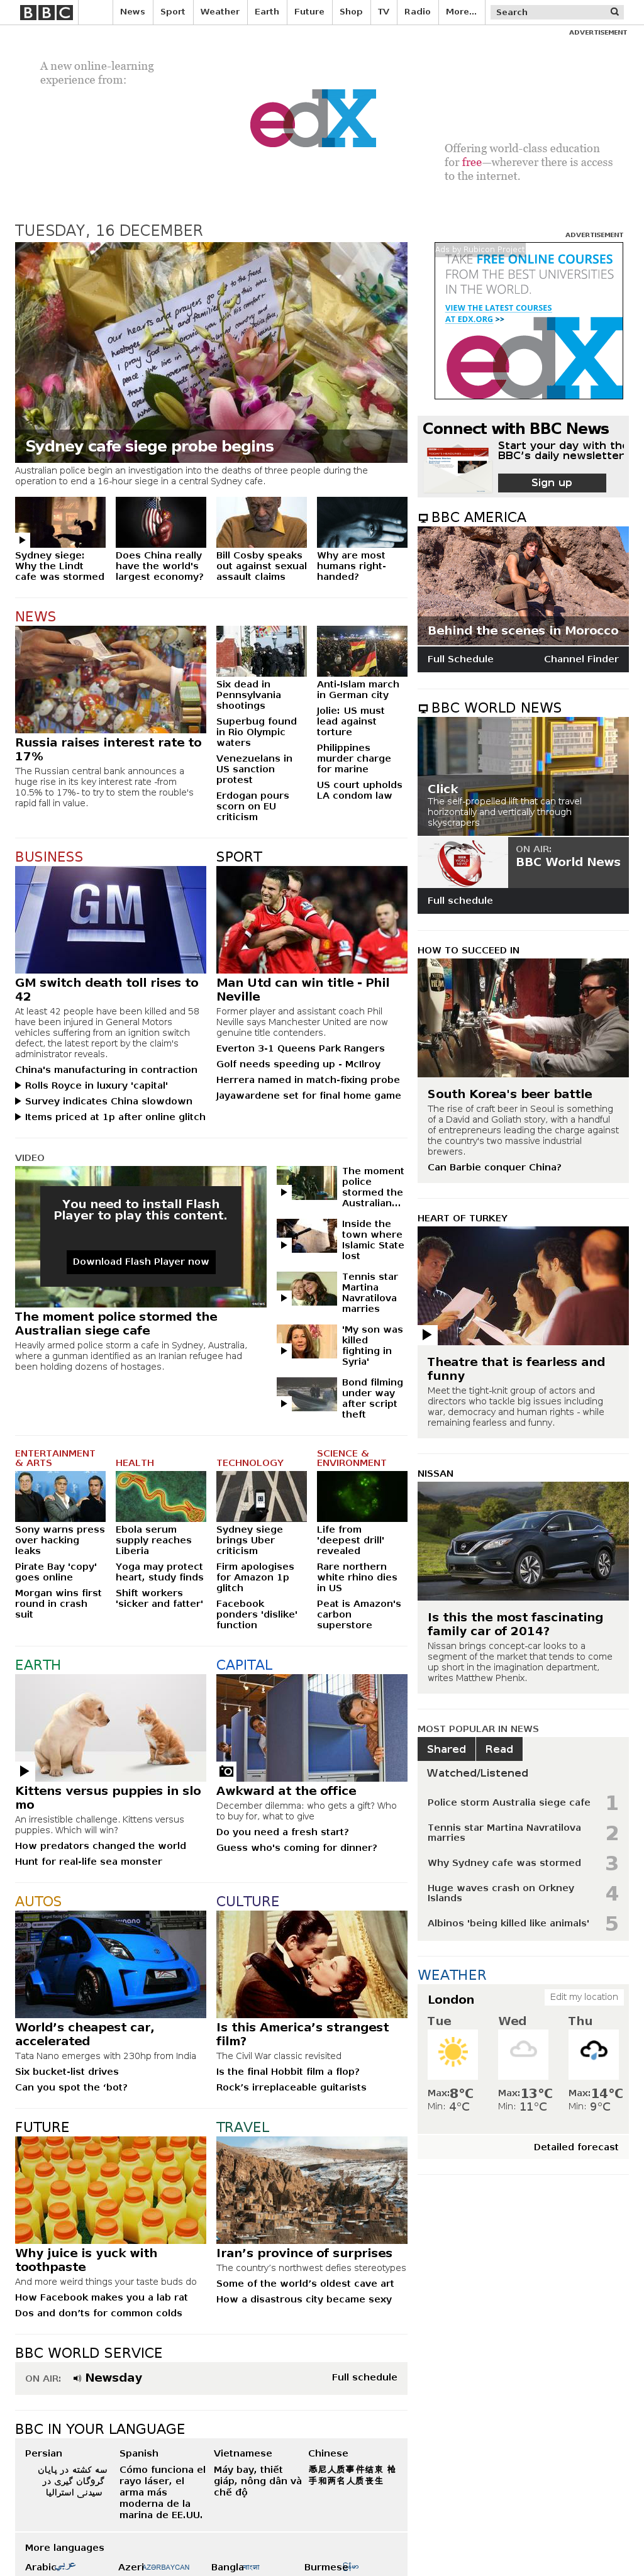 BBC
News Sport Weather Earth Future Shop TV Radio More... Search
ADVERTISEMENT
A new online-learning
experience from:
edX
Offering world-class education
for free—wherever there is access
to the internet.
TUESDAY, 16 DECEMBER
Our hearts and prayers go to the
Sydney cafe siege probe begins
Australian police begin an investigation into the deaths of three people during the
operation to end a 16-hour siege in a central Sydney cafe.
Sydney siege:
Why the Lindt
cafe was stormed
Does China really
have the world's
largest economy?
Bill Cosby speaks
out against sexual
assault claims
Why are most
humans right-
handed?
NEWS
Russia raises interest rate to
17%
The Russian central bank announces a
huge rise in its key interest rate -from
10.5% to 17%- to try to stem the rouble's
rapid fall in value.
Six dead in
Pennsylvania
shootings
Superbug found
in Rio Olympic
waters
Venezuelans in
US sanction
protest
Erdogan pours
scorn on EU
criticism
Anti-Islam march
in German city
Jolie: US must
lead against
torture
Philippines
murder charge
for marine
US court upholds
LA condom law
BUSINESS
GM
GM switch death toll rises to
42
At least 42 people have been killed and 58
have been injured in General Motors
vehicles suffering from an ignition switch
defect, the latest report by the claim's
administrator reveals.
China's manufacturing in contraction
Rolls Royce in luxury 'capital'
Survey indicates China slowdown
Items priced at 1p after online glitch
SPORT
Man Utd can win title - Phil
Neville
Former player and assistant coach Phil
Neville says Manchester United are now
genuine title contenders.
Everton 3-1 Queens Park Rangers
Golf needs speeding up - McIlroy
Herrera named in match-fixing probe
Jayawardene set for final home game
VIDEO
You need to install Flash
Player to play this content.
Download Flash Player now
The moment police stormed the
Australian siege cafe
Heavily armed police storm a cafe in Sydney, Australia,
where a gunman identified as an Iranian refugee had
been holding dozens of hostages.
The moment
police
stormed the
Australian...
Inside the
town where
Islamic State
lost
Tennis star
Martina
Navratilova
marries
'My son was
killed
fighting in
Syria'
Bond filming
under way
after script
theft
ENTERTAINMENT
& ARTS
Sony warns press
over hacking
leaks
Pirate Bay 'copy'
goes online
Morgan wins first
round in crash
suit
HEALTH
Ebola serum
supply reaches
Liberia
Yoga may protect
heart, study finds
Shift workers
'sicker and fatter'
TECHNOLOGY
Sydney siege
brings Uber
criticism
Firm apologises
for Amazon 1p
glitch
Facebook
ponders 'dislike'
function
SCIENCE &
ENVIRONMENT
Life from
'deepest drill'
revealed
Rare northern
white rhino dies
in US
Peat is Amazon's
carbon
superstore
EARTH
Kittens versus puppies in slo
mo
An irresistible challenge. Kittens versus
puppies. Which will win?
How predators changed the world
Hunt for real-life sea monster
CAPITAL
Awkward at the office
December dilemma: who gets a gift? Who
to buy for, what to give
Do you need a fresh start?
Guess who's coming for dinner?
AUTOS
nano
World’s cheapest car,
accelerated
Tata Nano emerges with 230hp from India
Six bucket-list drives
Can you spot the ‘bot?
CULTURE
Is this America’s strangest
film?
The Civil War classic revisited
Is the final Hobbit film a flop?
Rock’s irreplaceable guitarists
FUTURE
Why juice is yuck with
toothpaste
And more weird things your taste buds do
How Facebook makes you a lab rat
Dos and don’ts for common colds
TRAVEL
Iran’s province of surprises
The country’s northwest defies stereotypes
Some of the world’s oldest cave art
How a disastrous city became sexy
BBC WORLD SERVICE
ON AIR: Newsday Full schedule
BBC IN YOUR LANGUAGE
Persian
سه کشته در پایان
گروگان گیری در
سیدنی استرالیا
Spanish
Cómo funciona el
rayo láser, el
arma más
moderna de la
marina de EE.UU.
Vietnamese
Máy bay, thiết
giáp, nông dân và
chế độ
Chinese
悉尼人质事件结束 枪
手和两名人质丧生
More languages
Arabic عربي Azeri AZƏRBAYCAN Bangla বাংলা Burmese
ADVERTISEMENT
Ads by Rubicon Project
TAKE FREE ONLINE COURSES
FROM THE BEST UNIVERSITIES
IN THE WORLD.
VIEW THE LATEST COURSES
AT EDX.ORG >>
edX
Connect with BBC News
Start your day with the
BBC’s daily newsletter
Sign up
BBC AMERICA
Behind the scenes in Morocco
Full Schedule Channel Finder
BBC WORLD NEWS
Click
The self-propelled lift that can travel
horizontally and vertically through
skyscrapers
ON AIR:
BBC World News
Full schedule
HOW TO SUCCEED IN
South Korea's beer battle
The rise of craft beer in Seoul is something
of a David and Goliath story, with a handful
of entrepreneurs leading the charge against
the country's two massive industrial
brewers.
Can Barbie conquer China?
HEART OF TURKEY
Theatre that is fearless and
funny
Meet the tight-knit group of actors and
directors who tackle big issues including
war, democracy and human rights - while
remaining fearless and funny.
NISSAN
Is this the most fascinating
family car of 2014?
Nissan brings concept-car looks to a
segment of the market that tends to come
up short in the imagination department,
writes Matthew Phenix.
MOST POPULAR IN NEWS
Shared Read
Watched/Listened
Police storm Australia siege cafe 1
Tennis star Martina Navratilova
marries 2
Why Sydney cafe was stormed 3
Huge waves crash on Orkney
Islands 4
Albinos 'being killed like animals' 5
WEATHER
London Edit my location
Tue Wed Thu
Max:8°C Max:13°C Max:14°C
Min: 4°C Min: 11°C Min: 9°C
Detailed forecast